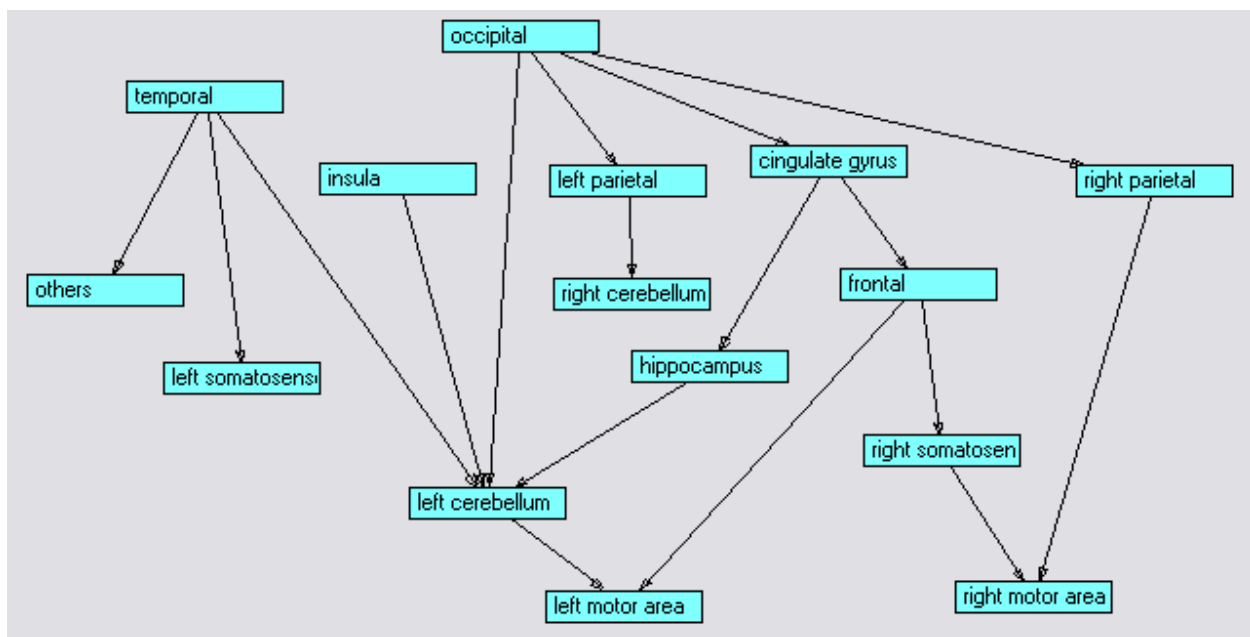 occipital
temporal
cingulate gyrus
insula
left parietal
right parietal
others
right cerebellum
frontal
hippocampus
left somatosens
right somatosen
left cerebellum
left motor area
right motor area